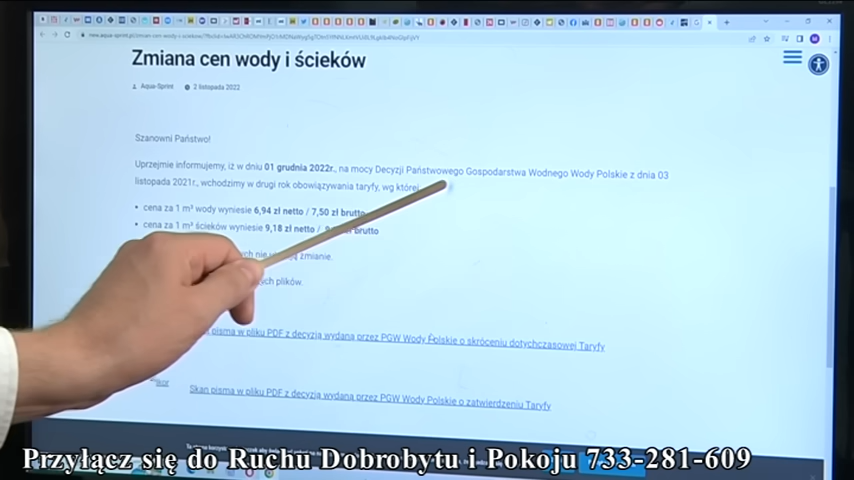 Zmiana cen wody i ścieków
Aqua-Sprint 2 listopada 2022
Szanowni Państwo!
Uprzejmie informujemy, iż w dniu 01 grudnia 2022r., na mocy Decyzji Państwowego Gospodarstwa Wodnego Wody Polskie z dnia 03
listopada 2021r., wchodzimy w drugi rok obowiązywania taryfy, wg której
• cena za 1 m³ wody wyniesie 6,94 zł netto / 7,50 zł brutto
• cena za 1 m³ ścieków wyniesie 9,18 zł netto / brutto
nie zmianie.
plików.
pisma w pliku PDF z decyzją wydaną przez PGW Wody Polskie o skróceniu dotychczasowej Taryfy
Skan pisma w pliku PDF z decyzją wydaną przez PGW Wody Polskie o zatwierdzeniu Taryfy
Przyłącz się do Ruchu Dobrobytu i Pokoju 733-281-609